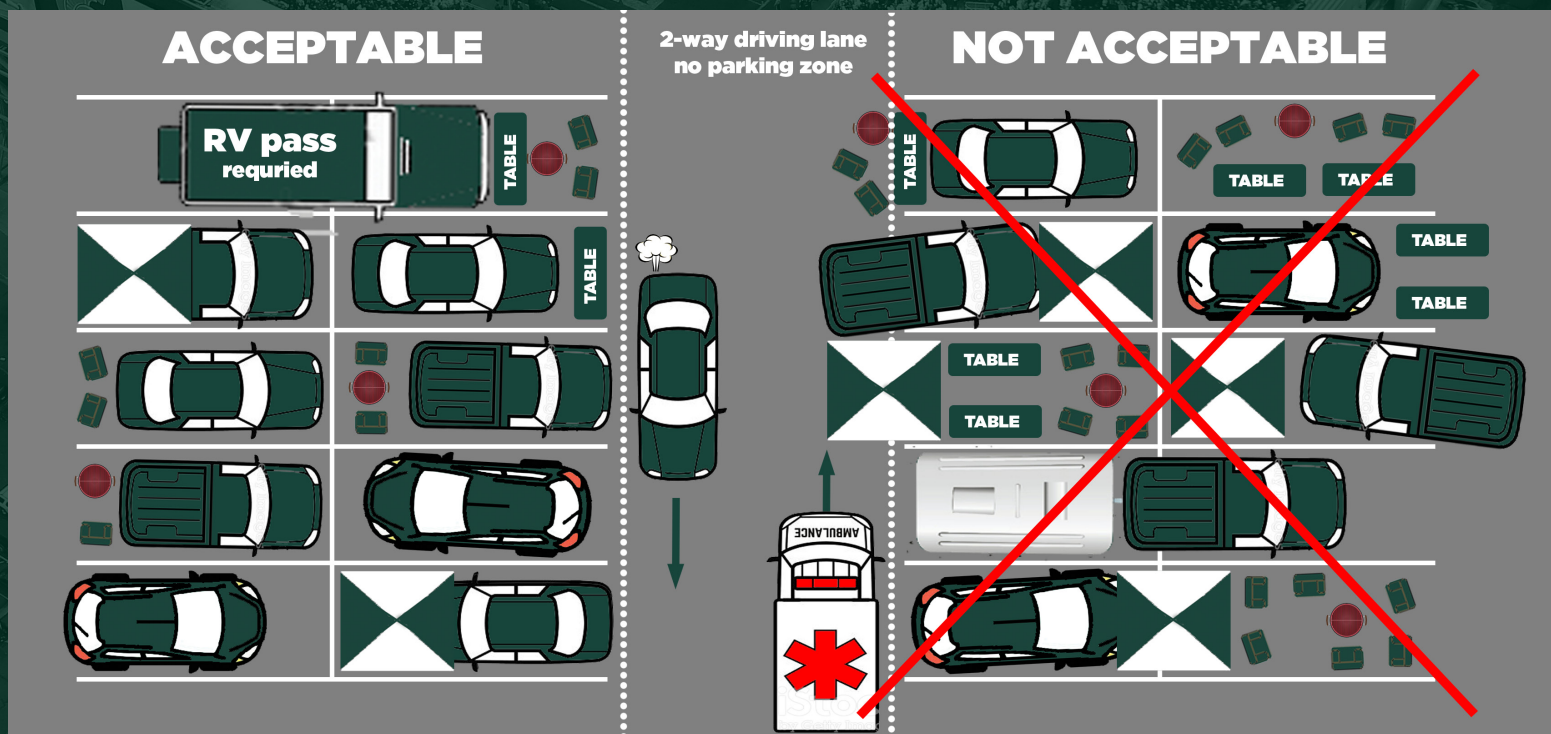 ACCEPTABLE
2-way driving lane
no parking zone
NOT ACCEPTABLE
RV pass
requried
TABLE
TABLE
TABLE
TABLE
TABLE
TABLE
TABLE
TABLE
TABLE
AMBULANCE